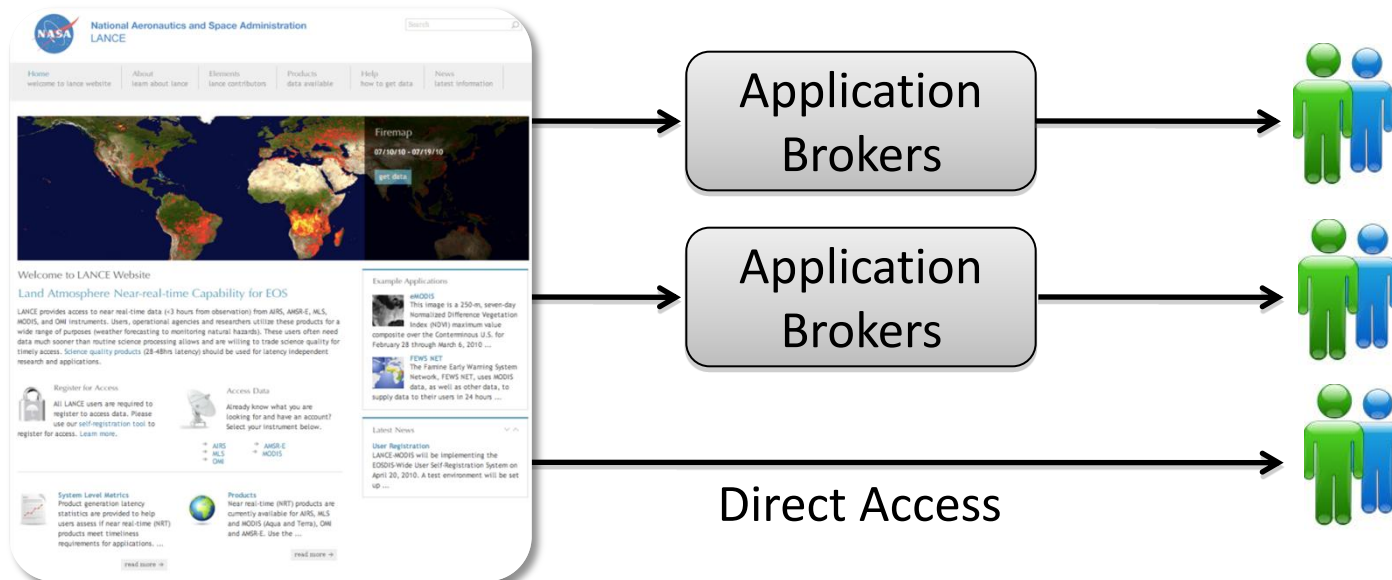 NASA
National Aeronautics and Space Administration
LANCE
Search
Home
welcome to lance website
About
learn about lance
Elements
lance contributors
Products
data available
Help
how to get data
News
latest information
Firemap
07/10/10 - 07/19/10
get data
Welcome to LANCE Website
Land Atmosphere Near-real-time Capability for EOS
LANCE provides access to near real-time data (<3 hours from observation) from AIRS, AMSR-E, MLS,
MODIS, and OMI instruments. Users, operational agencies and researchers utilize these products for a
wide range of purposes (weather forecasting to monitoring natural hazards). These users often need
data much sooner than routine science processing allows and are willing to trade science quality for
timely access. Science quality products (28-48hrs latency) should be used for latency independent
research and applications.
Register for Access
All LANCE users are required to
register to access data. Please
use our self-registration tool to
register for access. Learn more.
Access Data
Already know what you are
looking for and have an account?
Select your instrument below.
AIRS
MLS
OMI
AMSR-E
MODIS
System Level Metrics
Product generation latency
statistics are provided to help
users assess if near real-time (NRT)
products meet timeliness
requirements for applications. ...
read more →
Products
Near real-time (NRT) products are
currently available for AIRS, MLS
and MODIS (Aqua and Terra), OMI
and AMSR-E. Use the ...
read more →
Example Applications
eMODIS
This image is a 250-m, seven-day
Normalized Difference Vegetation
Index (NDVI) maximum value
composite over the Conterminous U.S. for
February 28 through March 6, 2010 ...
FEWS NET
The Famine Early Warning System
Network, FEWS NET, uses MODIS
data, as well as other data, to
supply data to their users in 24 hours ...
Latest News
User Registration
LANCE-MODIS will be implementing the
EOSDIS-Wide User Self-Registration System on
April 20, 2010. A test environment will be set
up ...
Application
Brokers
Application
Brokers
Direct Access